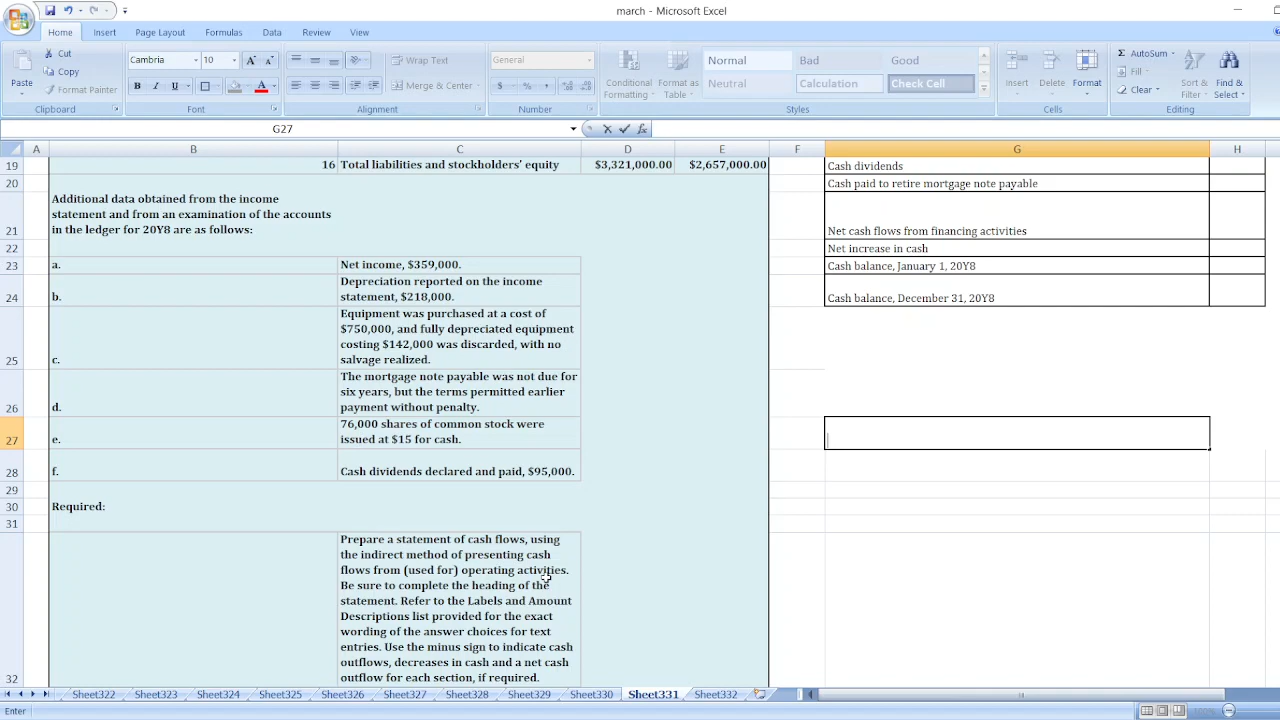 march - Microsoft Excel
Home Insert Page Layout Formulas Data Review View
Paste
Cut
Copy
Format Painter
Clipboard
Cambria 10
B I U
Font
Wrap Text
Merge & Center
Alignment
General
$ % ,
Number
Conditional Formatting
Format as Table
Normal Bad Good
Neutral Calculation Check Cell
Styles
Insert Delete Format
Cells
Σ AutoSum
Fill
Clear
Sort & Filter
Find & Select
Editing
G27
A B C D E F G H
19 16 Total liabilities and stockholders' equity $3,321,000.00 $2,657,000.00 Cash dividends
20 Cash paid to retire mortgage note payable
Additional data obtained from the income
statement and from an examination of the accounts
21 in the ledger for 20Y8 are as follows: Net cash flows from financing activities
22 Net increase in cash
23 a. Net income, $359,000. Cash balance, January 1, 20Y8
Depreciation reported on the income
24 b. statement, $218,000. Cash balance, December 31, 20Y8
Equipment was purchased at a cost of
$750,000, and fully depreciated equipment
costing $142,000 was discarded, with no
25 c. salvage realized.
The mortgage note payable was not due for
six years, but the terms permitted earlier
26 d. payment without penalty.
76,000 shares of common stock were
27 e. issued at $15 for cash.
28 f. Cash dividends declared and paid, $95,000.
29
30 Required:
31
Prepare a statement of cash flows, using
the indirect method of presenting cash
flows from (used for) operating activities.
Be sure to complete the heading of the
statement. Refer to the Labels and Amount
Descriptions list provided for the exact
wording of the answer choices for text
entries. Use the minus sign to indicate cash
outflows, decreases in cash and a net cash
32 outflow for each section, if required.
Sheet322 Sheet323 Sheet324 Sheet325 Sheet326 Sheet327 Sheet328 Sheet329 Sheet330 Sheet331 Sheet332
Enter